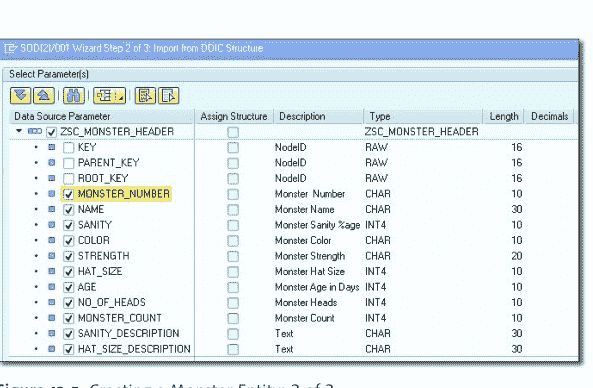 SOD(2)/001 Wizard Step 2 of 3: Import from DDIC Structure
Select Parameter(s)
Data Source Parameter Assign Structure Description Type Length Decimals
ZSC_MONSTER_HEADER ZSC_MONSTER_HEADER
KEY NodeID RAW 16
PARENT_KEY NodeID RAW 16
ROOT_KEY NodeID RAW 16
MONSTER_NUMBER Monster Number CHAR 10
NAME Monster Name CHAR 30
SANITY Monster Sanity %age INT4 10
COLOR Monster Color CHAR 10
STRENGTH Monster Strength CHAR 20
HAT_SIZE Monster Hat Size INT4 10
AGE Monster Age in Days INT4 10
NO_OF_HEADS Monster Heads INT4 10
MONSTER_COUNT Monster Count INT4 10
SANITY_DESCRIPTION Text CHAR 30
HAT_SIZE_DESCRIPTION Text CHAR 30